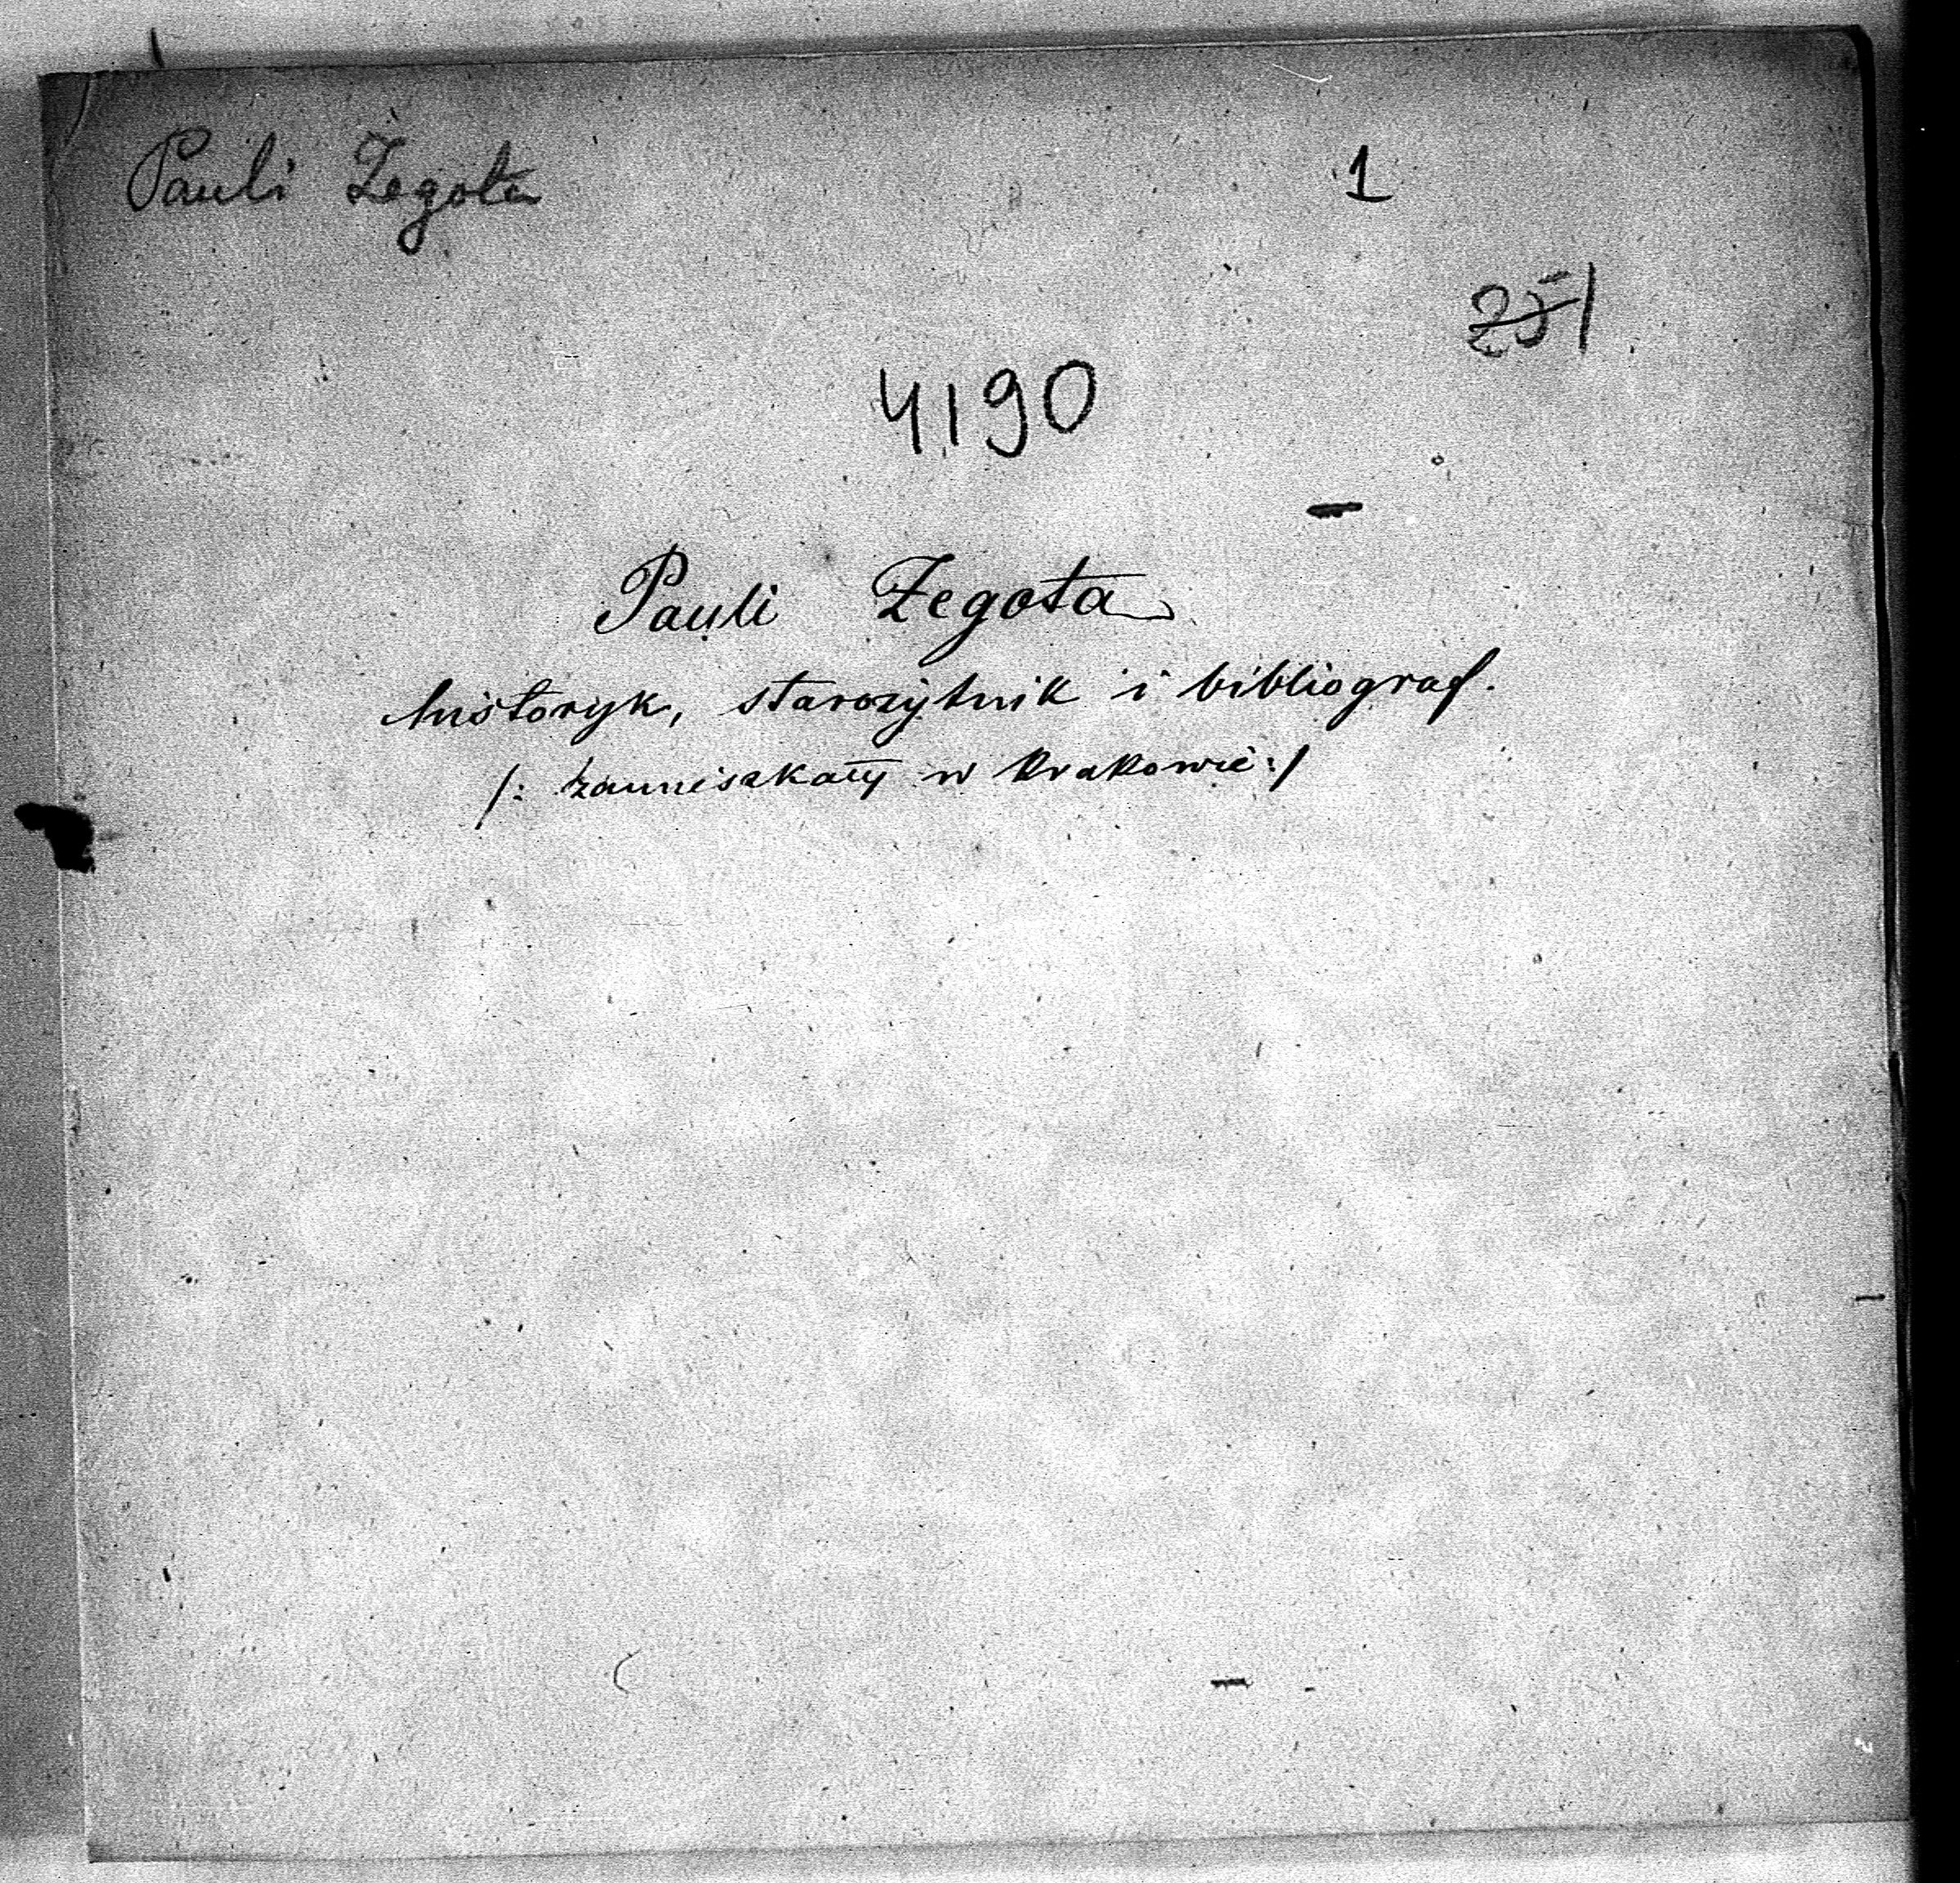 Pauli Żegota
1
251
4190
Pauli Żegota
historyk, starożytnik i bibliograf.
/: zamieszkały w Krakowie :/